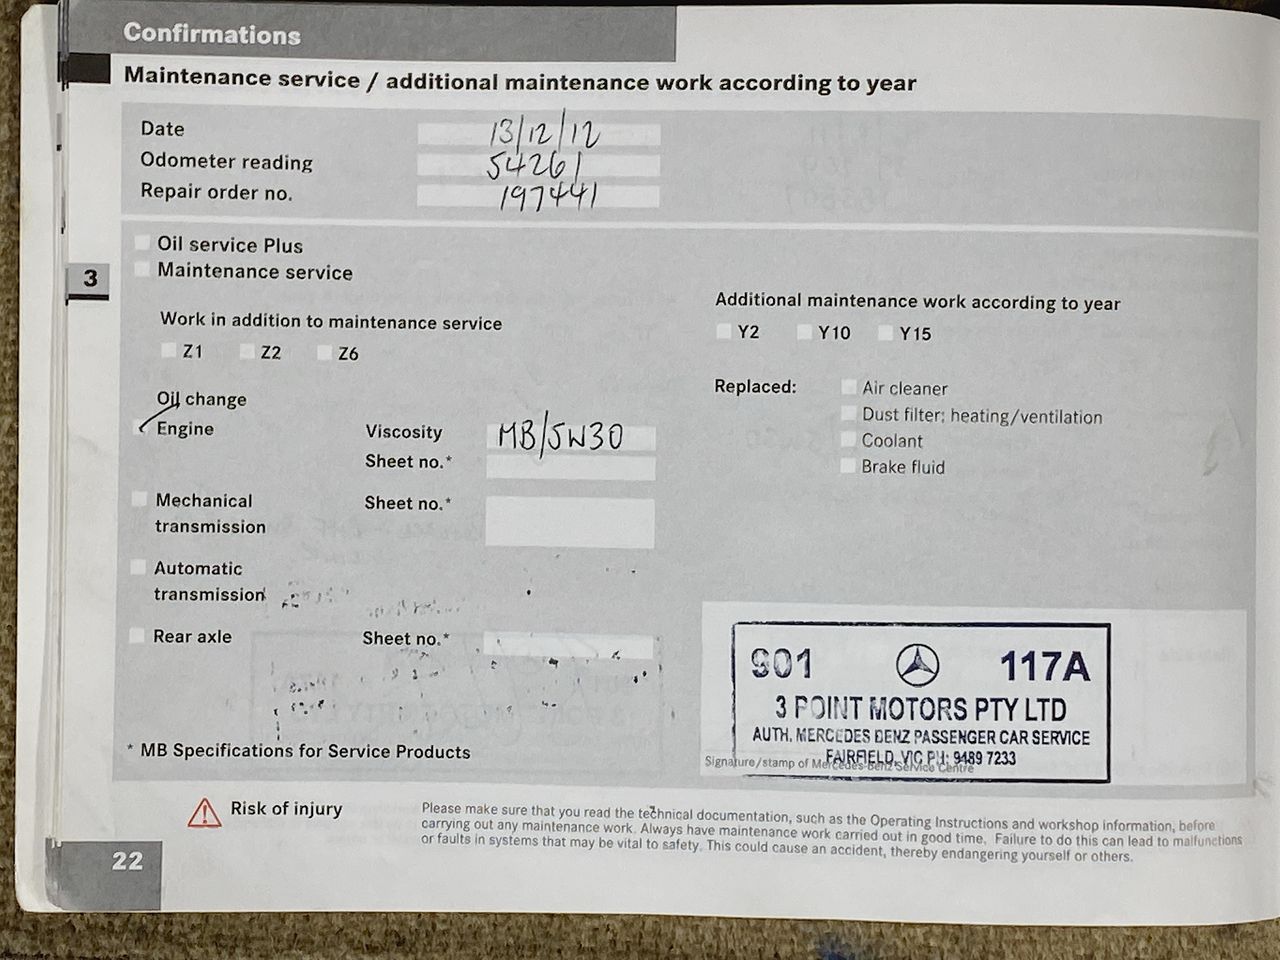 Confirmations
Maintenance service / additional maintenance work according to year
Date 13/12/12
Odometer reading 54261
Repair order no. 197441
Oil service Plus
Maintenance service
3
Work in addition to maintenance service
Z1 Z2 Z6
Additional maintenance work according to year
Y2 Y10 Y15
Replaced: Air cleaner
Dust filter; heating/ventilation
Coolant
Brake fluid
Oil change
Engine Viscosity MB/5W30
Sheet no.*
Mechanical Sheet no.*
transmission
Automatic
transmission
Rear axle Sheet no.*
S01 117A
3 POINT MOTORS PTY LTD
AUTH. MERCEDES BENZ PASSENGER CAR SERVICE
FAIRFIELD, VIC PH: 9489 7233
Signature/stamp of Mercedes-Benz Service Centre
* MB Specifications for Service Products
Risk of injury
Please make sure that you read the technical documentation, such as the Operating Instructions and workshop information, before
carrying out any maintenance work. Always have maintenance work carried out in good time. Failure to do this can lead to malfunctions
or faults in systems that may be vital to safety. This could cause an accident, thereby endangering yourself or others.
22